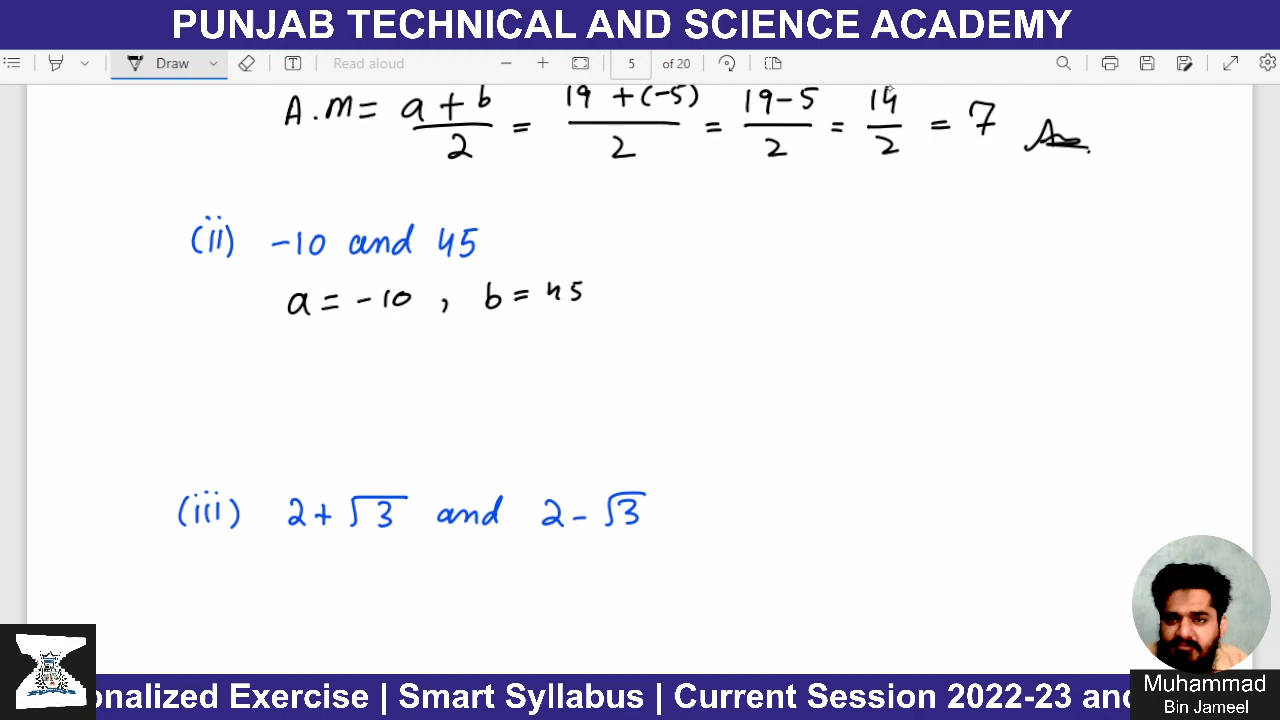 PUNJAB TECHNICAL AND SCIENCE ACADEMY
Draw Read aloud 5 of 20
A.M = a + b / 2 = 19 + (-5) / 2 = 19 - 5 / 2 = 14 / 2 = 7 Ans.
(ii) -10 and 45
a = -10 , b = 45
(iii) 2 + √3 and 2 - √3
Muhammad
Bin Jameel
onalized Exercise | Smart Syllabus | Current Session 2022-23 and